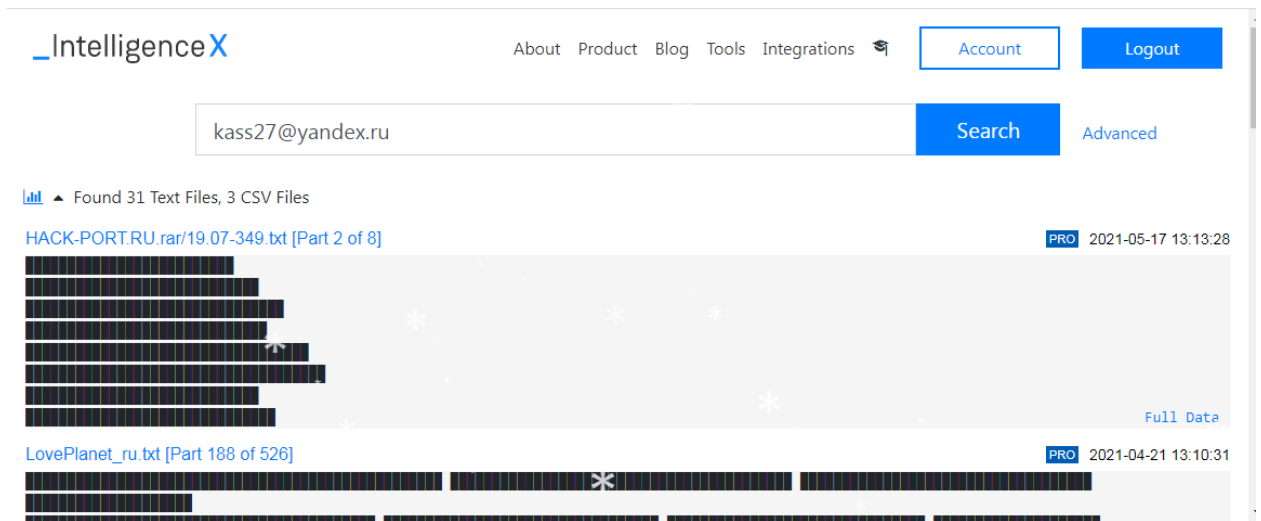 _IntelligenceX
About Product Blog Tools Integrations Account Logout
kass27@yandex.ru Search Advanced
Found 31 Text Files, 3 CSV Files
HACK-PORT.RU.rar/19.07-349.txt [Part 2 of 8] PRO 2021-05-17 13:13:28
Full Data
LovePlanet_ru.txt [Part 188 of 526] PRO 2021-04-21 13:10:31